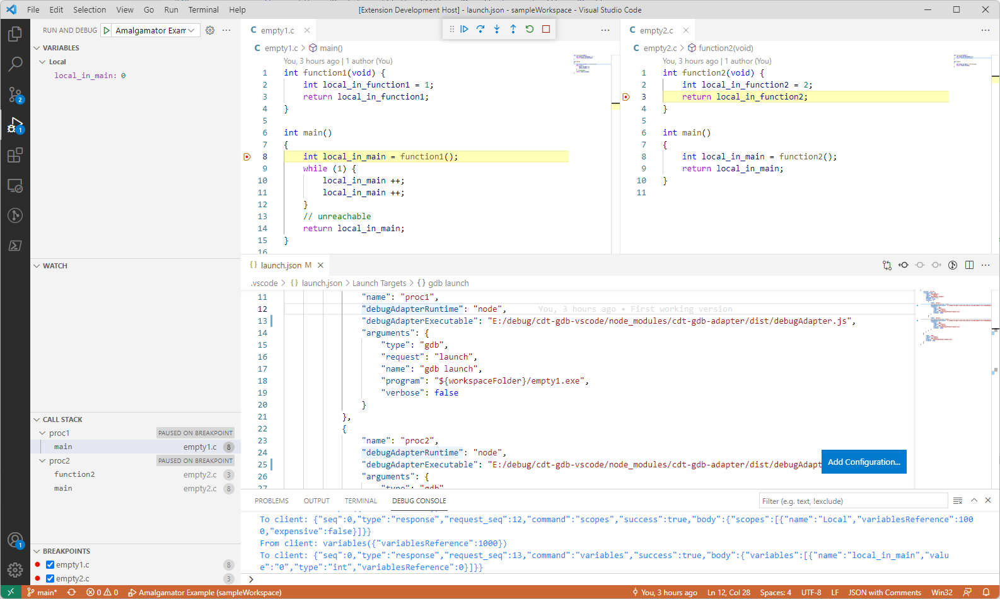 File Edit Selection View Go Run Terminal Help
[Extension Development Host] - launch.json - sampleWorkspace - Visual Studio Code
RUN AND DEBUG Amalgamator Exam
VARIABLES
Local
local_in_main: 0
WATCH
CALL STACK
proc1 PAUSED ON BREAKPOINT
main empty1.c 8
proc2 PAUSED ON BREAKPOINT
function2 empty2.c 3
main empty2.c 8
BREAKPOINTS
empty1.c 8
empty2.c 3
2
1
1
C empty1.c
C empty1.c > main()
You, 3 hours ago | 1 author (You)
1 int function1(void) {
2 int local_in_function1 = 1;
3 return local_in_function1;
4 }
5
6 int main()
7 {
8 int local_in_main = function1();
9 while (1) {
10 local_in_main ++;
11 local_in_main ++;
12 }
13 // unreachable
14 return local_in_main;
15 }
16
C empty2.c
C empty2.c > function2(void)
You, 3 hours ago | 1 author (You)
1 int function2(void) {
2 int local_in_function2 = 2;
3 return local_in_function2;
4 }
5
6 int main()
7 {
8 int local_in_main = function2();
9 return local_in_main;
10 }
11
{} launch.json M
.vscode > {} launch.json > Launch Targets > {} gdb launch
11 "name": "proc1",
12 "debugAdapterRuntime": "node", You, 3 hours ago • First working version
13 "debugAdapterExecutable": "E:/debug/cdt-gdb-vscode/node_modules/cdt-gdb-adapter/dist/debugAdapter.js",
14 "arguments": {
15 "type": "gdb",
16 "request": "launch",
17 "name": "gdb launch",
18 "program": "${workspaceFolder}/empty1.exe",
19 "verbose": false
20 }
21 },
22 {
23 "name": "proc2",
24 "debugAdapterRuntime": "node",
25 "debugAdapterExecutable": "E:/debug/cdt-gdb-vscode/node_modules/cdt-gdb-adapter/dist/debugAdapt
26 "arguments": {
27 "type": "gdb"
Add Configuration...
PROBLEMS OUTPUT TERMINAL DEBUG CONSOLE
Filter (e.g. text, !exclude)
To client: {"seq":0,"type":"response","request_seq":12,"command":"scopes","success":true,"body":{"scopes":[{"name":"Local","variablesReference":100
0,"expensive":false}]}}
From client: variables({"variablesReference":1000})
To client: {"seq":0,"type":"response","request_seq":13,"command":"variables","success":true,"body":{"variables":[{"name":"local_in_main","valu
e":"0","type":"int","variablesReference":0}]}}
>
main* 0 0 Amalgamator Example (sampleWorkspace)
You, 3 hours ago Ln 12, Col 28 Spaces: 4 UTF-8 LF JSON with Comments Win32